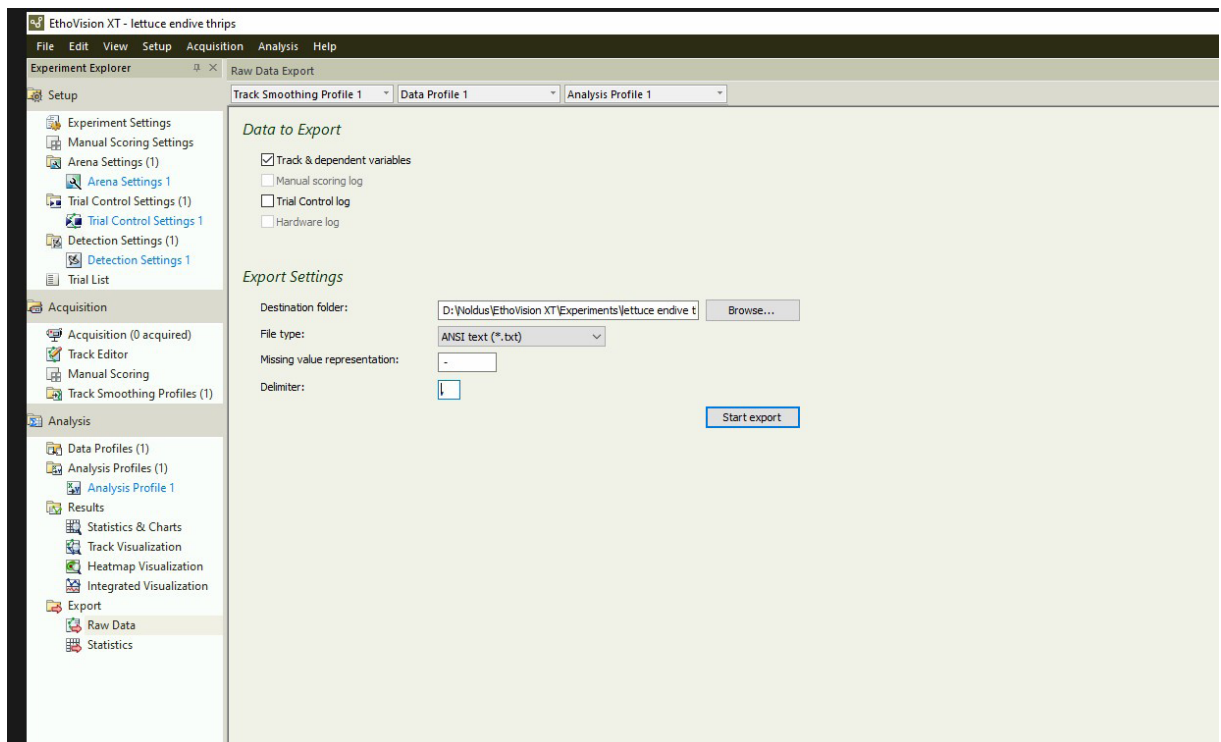 EthoVision XT - lettuce endive thrips
File Edit View Setup Acquisition Analysis Help
Experiment Explorer
Raw Data Export
Setup
Track Smoothing Profile 1
Data Profile 1
Analysis Profile 1
Experiment Settings
Manual Scoring Settings
Arena Settings (1)
Arena Settings 1
Trial Control Settings (1)
Trial Control Settings 1
Detection Settings (1)
Detection Settings 1
Trial List
Acquisition
Acquisition (0 acquired)
Track Editor
Manual Scoring
Track Smoothing Profiles (1)
Analysis
Data Profiles (1)
Analysis Profiles (1)
Analysis Profile 1
Results
Statistics & Charts
Track Visualization
Heatmap Visualization
Integrated Visualization
Export
Raw Data
Statistics
Data to Export
Track & dependent variables
Manual scoring log
Trial Control log
Hardware log
Export Settings
Destination folder: D:\Noldus\EthoVision XT\Experiments\lettuce endive t Browse...
File type: ANSI text (*.txt)
Missing value representation: -
Delimiter:
Start export